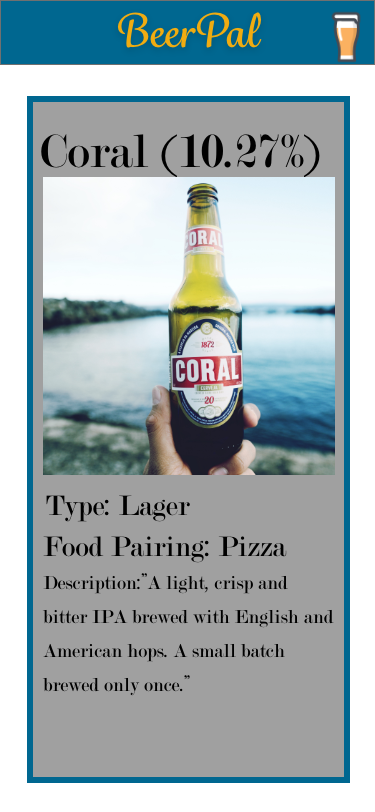 BeerPal
Coral (10.27%)
CORAL
1872
CORAL
CERVEJA
20
Type: Lager
Food Pairing: Pizza
Description:"A light, crisp and
bitter IPA brewed with English and
American hops. A small batch
brewed only once."